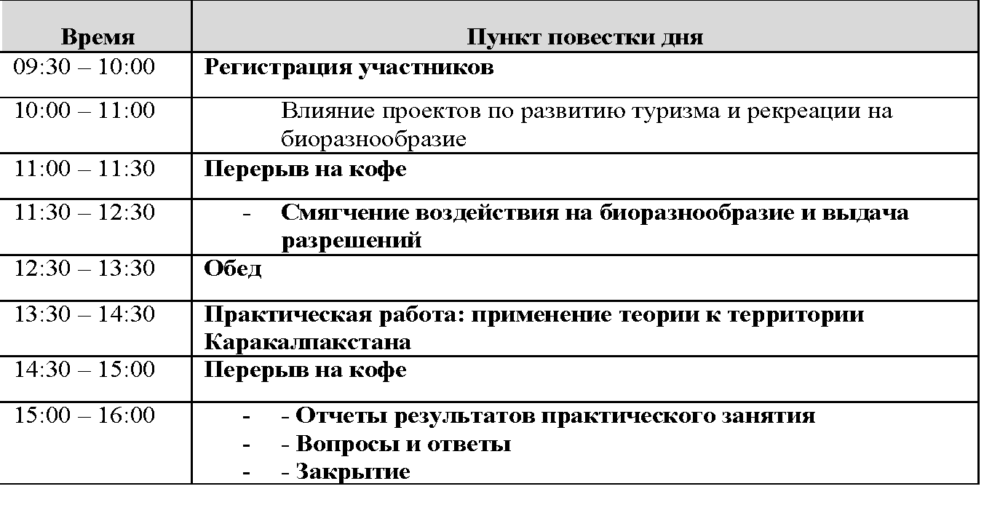 Время Пункт повестки дня
09:30 – 10:00 Регистрация участников
10:00 – 11:00 Влияние проектов по развитию туризма и рекреации на
биоразнообразие
11:00 – 11:30 Перерыв на кофе
11:30 – 12:30 - Смягчение воздействия на биоразнообразие и выдача
разрешений
12:30 – 13:30 Обед
13:30 – 14:30 Практическая работа: применение теории к территории
Каракалпакстана
14:30 – 15:00 Перерыв на кофе
15:00 – 16:00 - - Отчеты результатов практического занятия
- - Вопросы и ответы
- - Закрытие